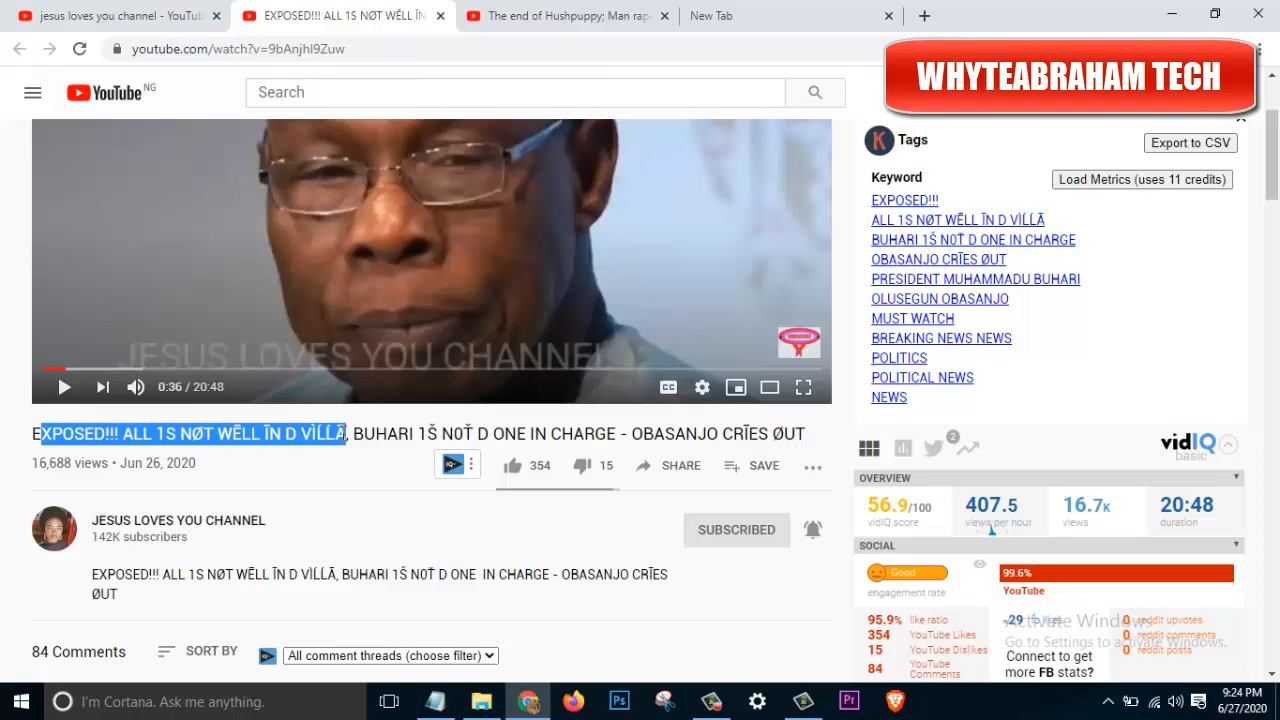 jesus loves you channel - YouTub
EXPOSED!!! ALL 1S NØT WĒLL ĪN
The end of Hushpuppy; Man rap
New Tab
youtube.com/watch?v=9bAnjhl9Zuw
WHYTEABRAHAM TECH
YouTube NG
Search
JESUS LOVES YOU CHANNEL
0:36 / 20:48
CC
EXPOSED!!! ALL 1S NØT WĒLL ĪN D VÌĹĹĀ, BUHARI 1Š N0Ť D ONE IN CHARGE - OBASANJO CRĪES ØUT
16,688 views • Jun 26, 2020
IQ
354
15
SHARE
SAVE
JESUS LOVES YOU CHANNEL
142K subscribers
SUBSCRIBED
EXPOSED!!! ALL 1S NØT WĒLL ĪN D VÌĹĹĀ, BUHARI 1Š N0Ť D ONE IN CHARGE - OBASANJO CRĪES
ØUT
84 Comments
SORT BY
All comment threads (choose filter)
K Tags
Export to CSV
Keyword
Load Metrics (uses 11 credits)
EXPOSED!!!
ALL 1S NØT WĒLL ĪN D VÌĹĹĀ
BUHARI 1Š N0Ť D ONE IN CHARGE
OBASANJO CRĪES ØUT
PRESIDENT MUHAMMADU BUHARI
OLUSEGUN OBASANJO
MUST WATCH
BREAKING NEWS NEWS
POLITICS
POLITICAL NEWS
NEWS
2
vidIQ
basic
OVERVIEW
56.9/100
vidIQ score
407.5
views per hour
16.7K
views
20:48
duration
SOCIAL
Good
engagement rate
99.6%
YouTube
95.9% like ratio
354 YouTube Likes
15 YouTube Dislikes
84 YouTube Comments
-29
Connect to get
more FB stats?
0 reddit upvotes
0 reddit comments
0 reddit posts
Activate Windows
Go to Settings to activate Windows.
I'm Cortana. Ask me anything.
Ps
Pr
9:24 PM
6/27/2020